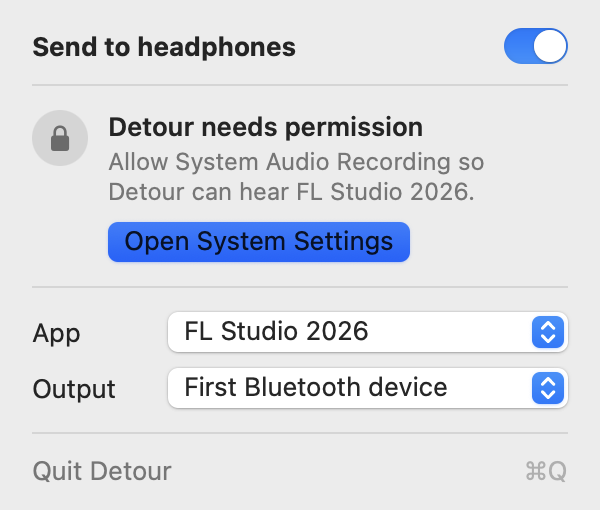 Send to headphones
Detour needs permission
Allow System Audio Recording so
Detour can hear FL Studio 2026.
Open System Settings
App FL Studio 2026
Output First Bluetooth device
Quit Detour ⌘Q